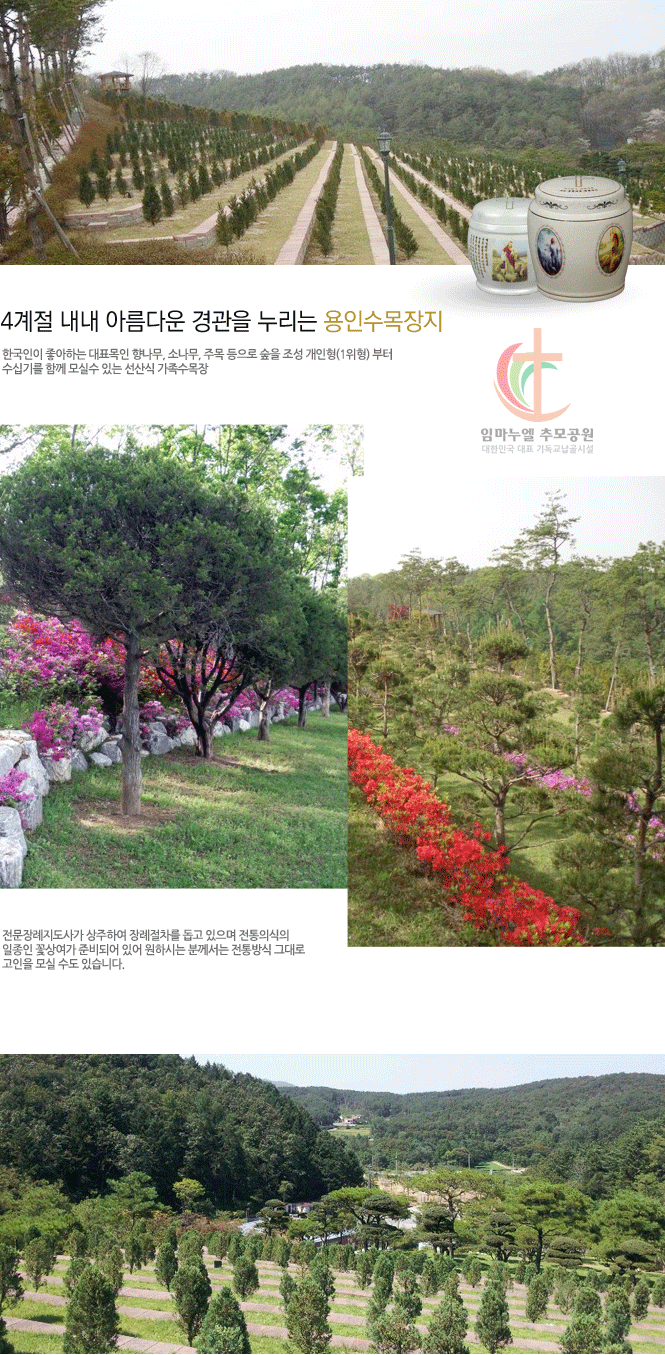 4계절 내내 아름다운 경관을 누리는 용인수목장지
한국인이 좋아하는 대표목인 향나무, 소나무, 주목 등으로 숲을 조성 개인형(1위형) 부터
수십기를 함께 모실수 있는 선산식 가족수목장
임마누엘 추모공원
대한민국 대표 기독교납골시설
전문장례지도사가 상주하여 장례절차를 돕고 있으며 전통의식의
일종인 꽃상여가 준비되어 있어 원하시는 분께서는 전통방식 그대로
고인을 모실 수도 있습니다.